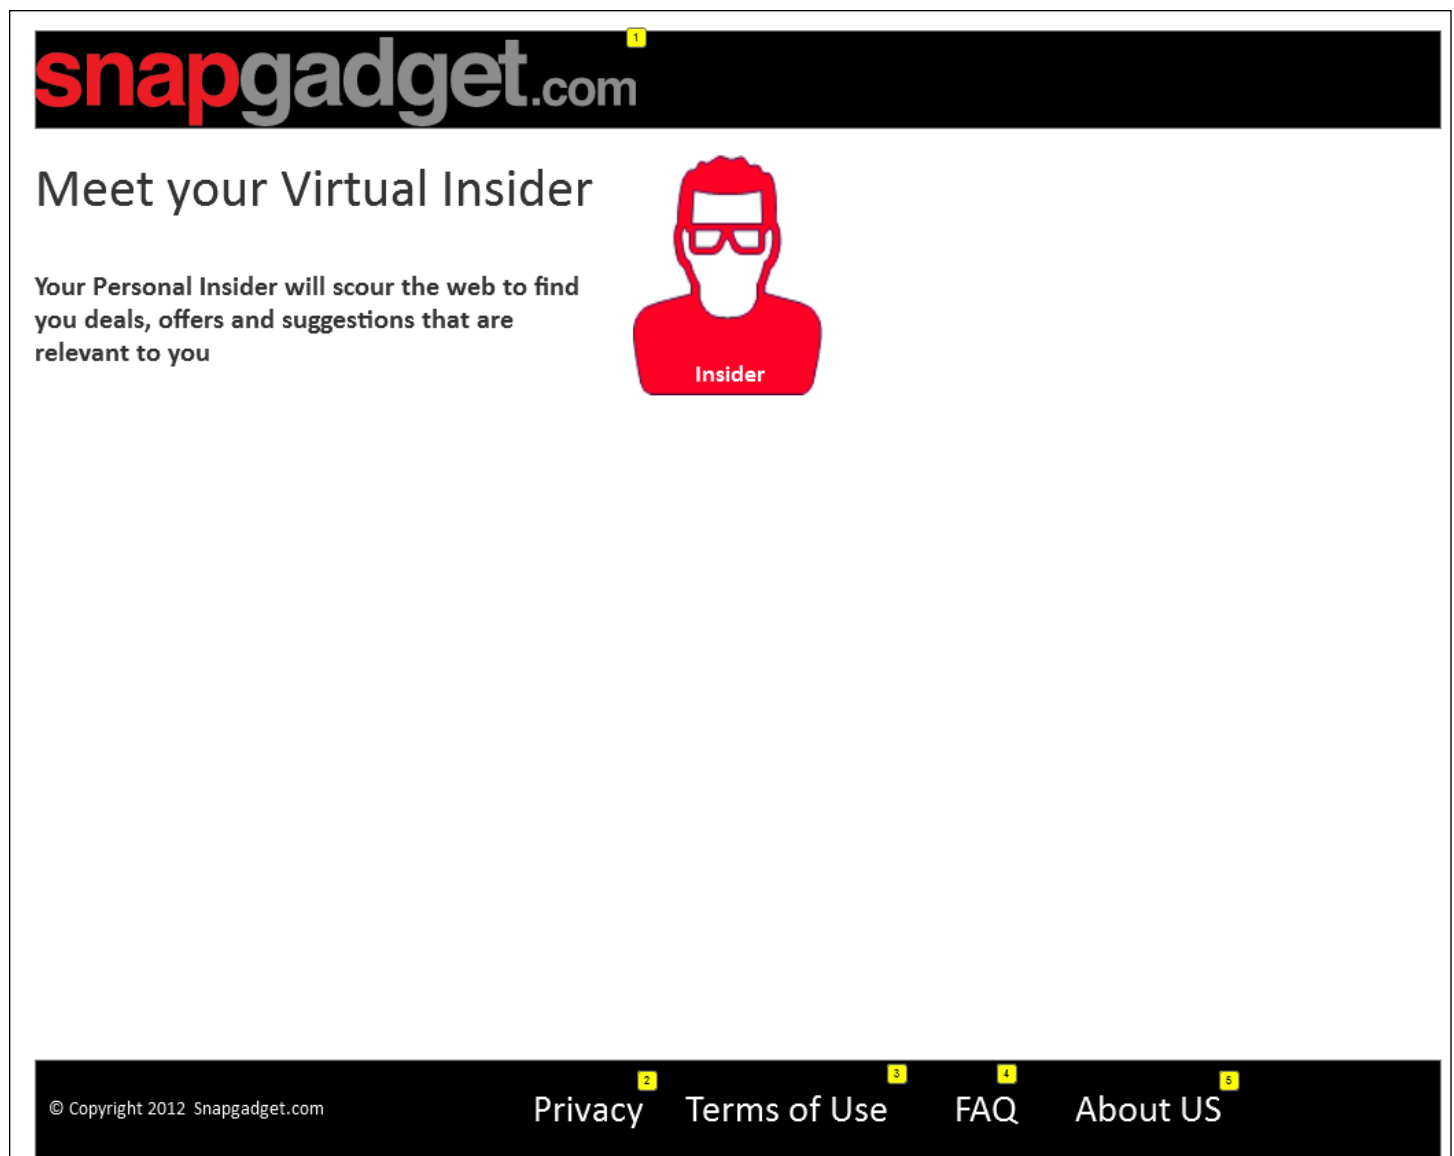 snapgadget.com
1
Meet your Virtual Insider
Your Personal Insider will scour the web to find
you deals, offers and suggestions that are
relevant to you
Insider
© Copyright 2012 Snapgadget.com
Privacy
2
Terms of Use
3
FAQ
4
About US
5